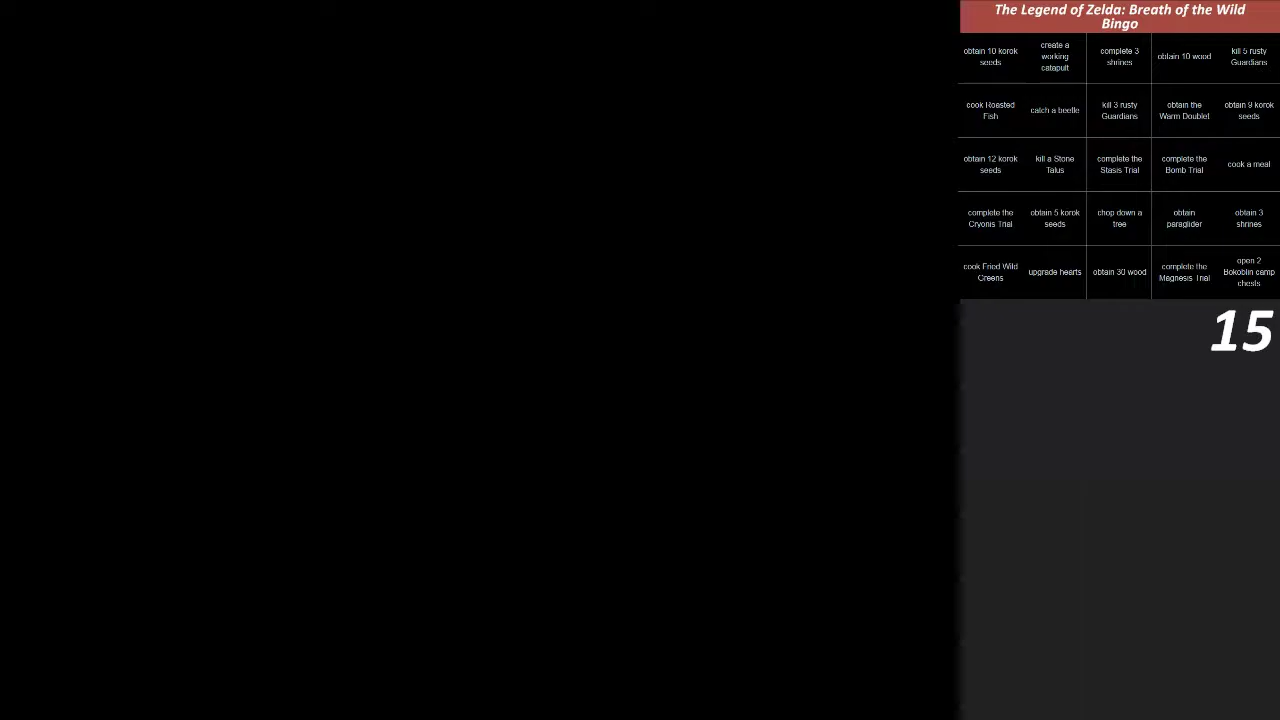 The Legend of Zelda: Breath of the Wild
Bingo
obtain 10 korok
seeds
create a
working
catapult
complete 3
shrines
obtain 10 wood
kill 5 rusty
Guardians
cook Roasted
Fish
catch a beetle
kill 3 rusty
Guardians
obtain the
Warm Doublet
obtain 9 korok
seeds
obtain 12 korok
seeds
kill a Stone
Talus
complete the
Stasis Trial
complete the
Bomb Trial
cook a meal
complete the
Cryonis Trial
obtain 5 korok
seeds
chop down a
tree
obtain
paraglider
obtain 3
shrines
cook Fried Wild
Greens
upgrade hearts
obtain 30 wood
complete the
Magnesis Trial
open 2
Bokoblin camp
chests
15